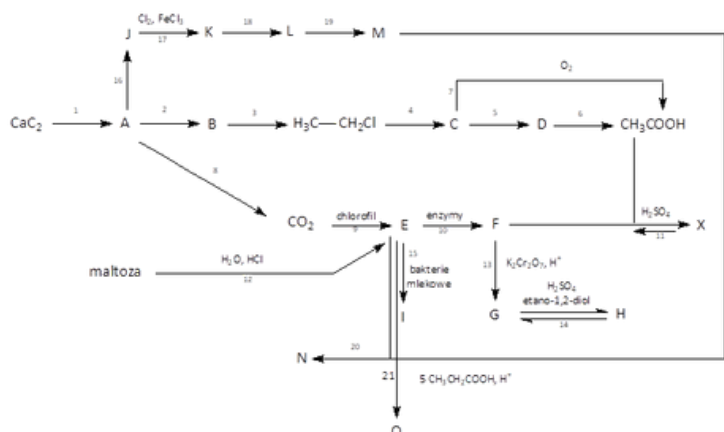 Cl₂, FeCl₃
J 17 K 18 L 19 M
16
O₂
7
CaC₂ 1 A 2 B 3 H₃C—CH₂Cl 4 C 5 D 6 CH₃COOH
8
CO₂ chlorofil 9 E enzymy 10 F H₂SO₄ 11 X
maltoza H₂O, HCl 12
15 bakterie
mlekowe
13 K₂Cr₂O₇, H⁺
H₂SO₄
etano-1,2-diol
I G 14 H
N 20
21 5 CH₃CH₂COOH, H⁺
O